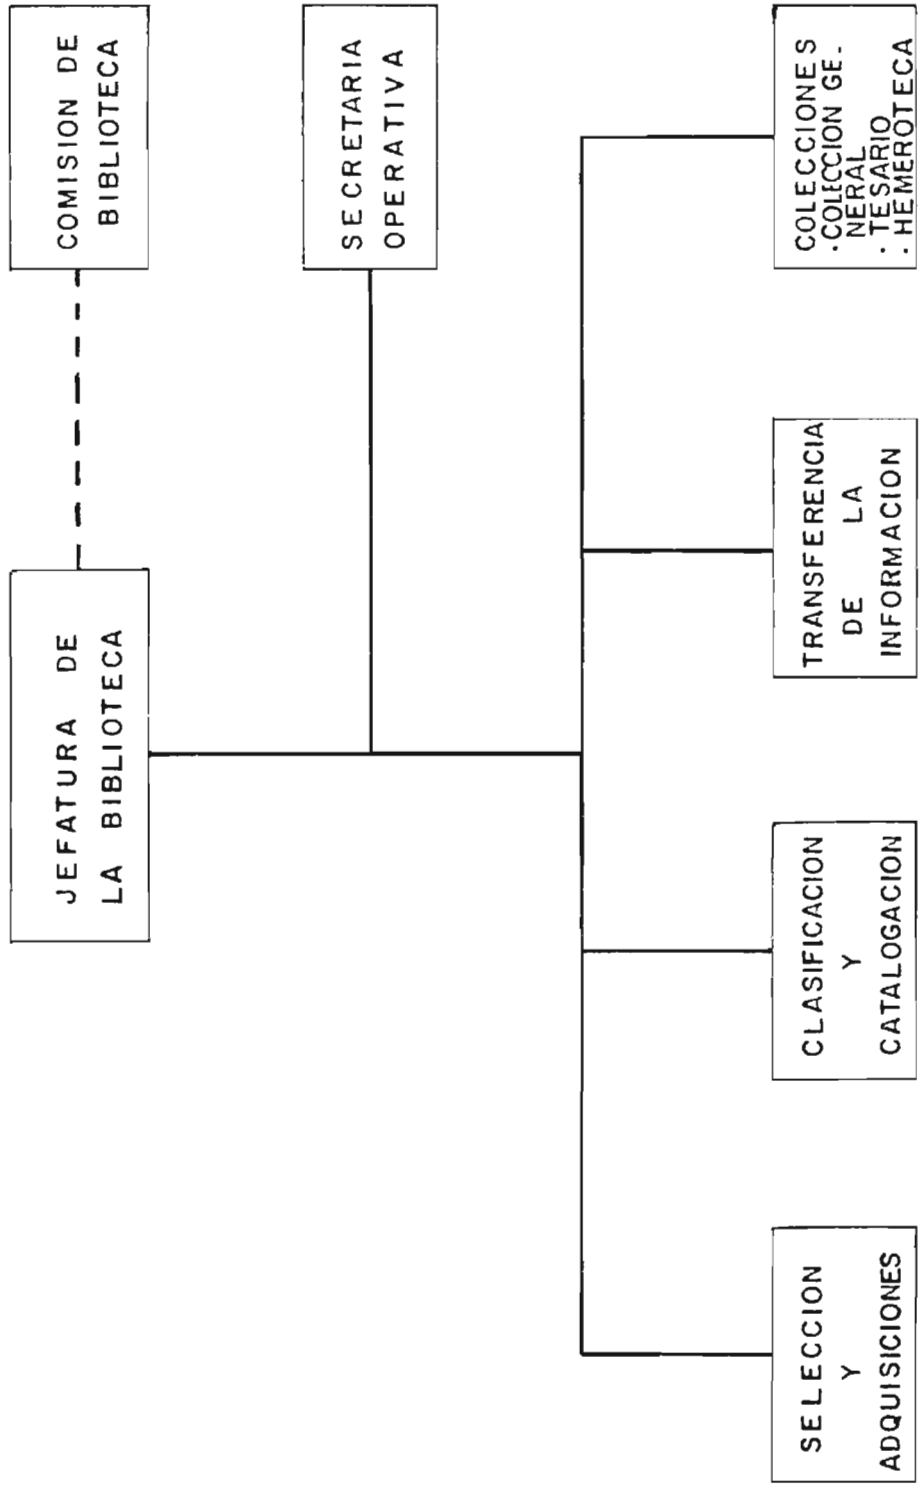 JEFATURA DE
LA BIBLIOTECA
COMISION DE
BIBLIOTECA
SECRETARIA
OPERATIVA
SELECCION
Y
ADQUISICIONES
CLASIFICACION
Y
CATALOGACION
TRANSFERENCIA
DE LA
INFORMACION
COLECCIONES
· COLECCION GE-
NERAL
· TESARIO
· HEMEROTECA